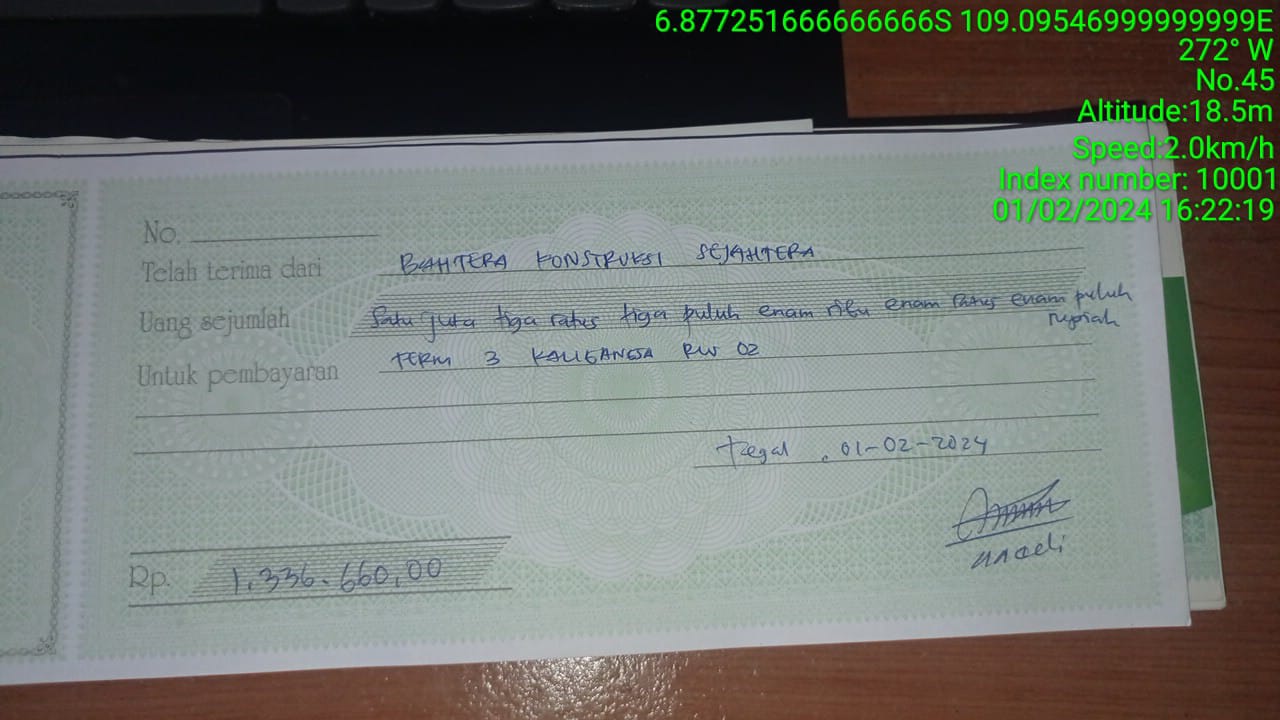 6.877251666666666S 109.09546999999999E
272° W
No.45
Altitude:18.5m
Speed:2.0km/h
Index number: 10001
01/02/2024 16:22:19
No.
Telah terima dari BAHTERA KONSTRUKSI SEJAHTERA
Uang sejumlah Satu juta tiga ratus tiga puluh enam ribu enam ratus enam puluh
rupiah
Untuk pembayaran TERM 3 KALIGANGSA RW 02
Tegal, 01-02-2024
Rp. 1.336.660,00